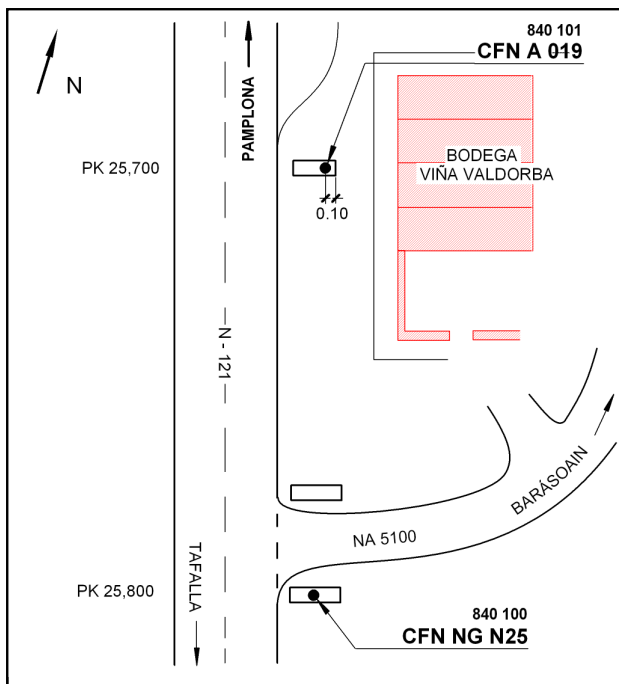 840 101
CFN A 019
N
PAMPLONA
PK 25,700
BODEGA
VIÑA VALDORBA
0.10
N - 121
BARÁSOAIN
NA 5100
TAFALLA
PK 25,800
840 100
CFN NG N25